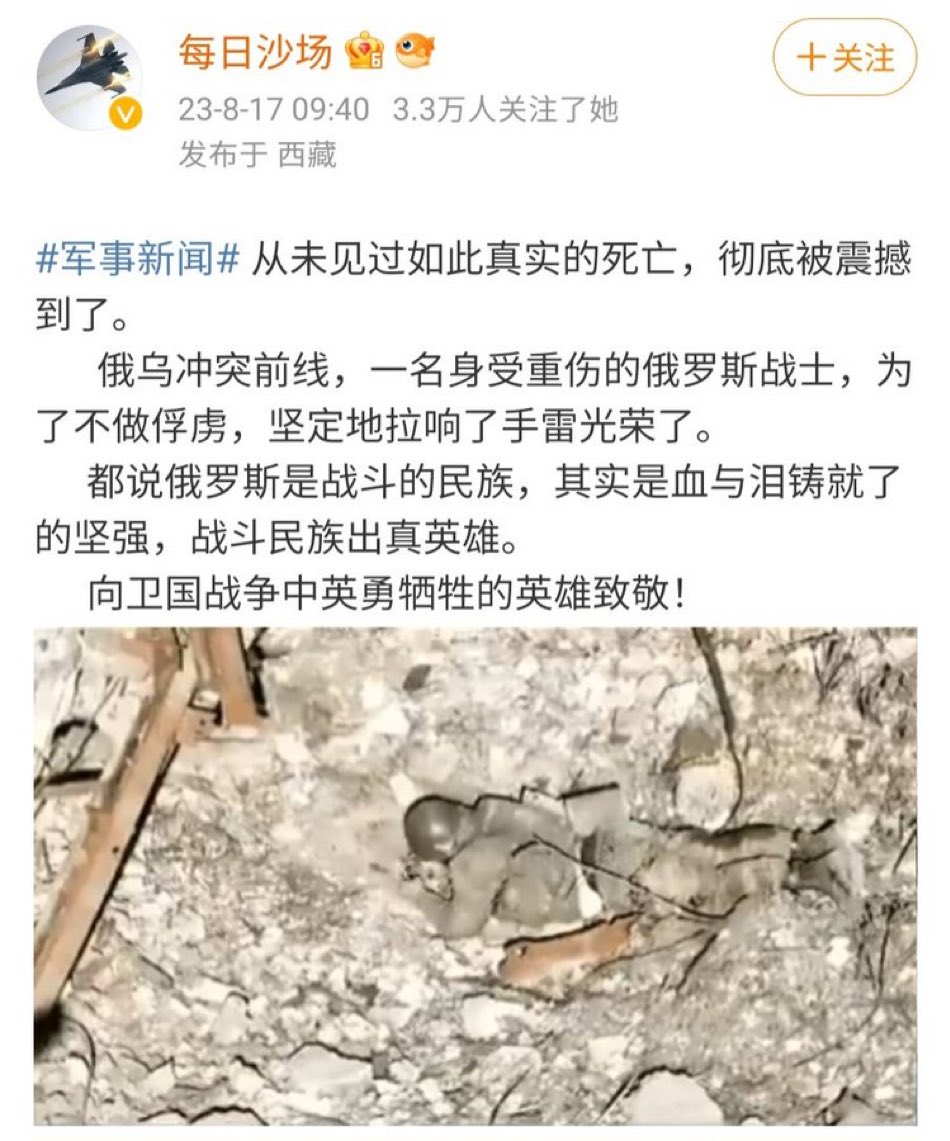 每日沙场
+关注
23-8-17 09:40 3.3万人关注了她
发布于 西藏
#军事新闻# 从未见过如此真实的死亡，彻底被震撼
到了。
俄乌冲突前线，一名身受重伤的俄罗斯战士，为
了不做俘虏，坚定地拉响了手雷光荣了。
都说俄罗斯是战斗的民族，其实是血与泪铸就了
的坚强，战斗民族出真英雄。
向卫国战争中英勇牺牲的英雄致敬！